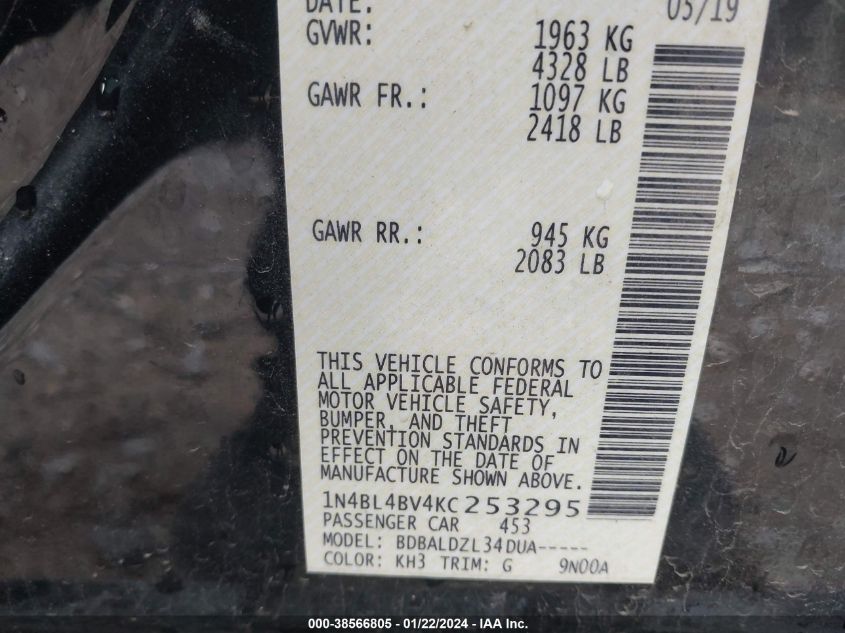 DATE: 05/19
GVWR: 1963 KG
4328 LB
GAWR FR.: 1097 KG
2418 LB
GAWR RR.: 945 KG
2083 LB
THIS VEHICLE CONFORMS TO
ALL APPLICABLE FEDERAL
MOTOR VEHICLE SAFETY,
BUMPER, AND THEFT
PREVENTION STANDARDS IN
EFFECT ON THE DATE OF
MANUFACTURE SHOWN ABOVE.
1N4BL4BV4KC253295
PASSENGER CAR 453
MODEL: BDBALDZL34DUA-----
COLOR: KH3 TRIM: G 9N00A
000-38566805 / 01/22/2024 - IAA Inc.